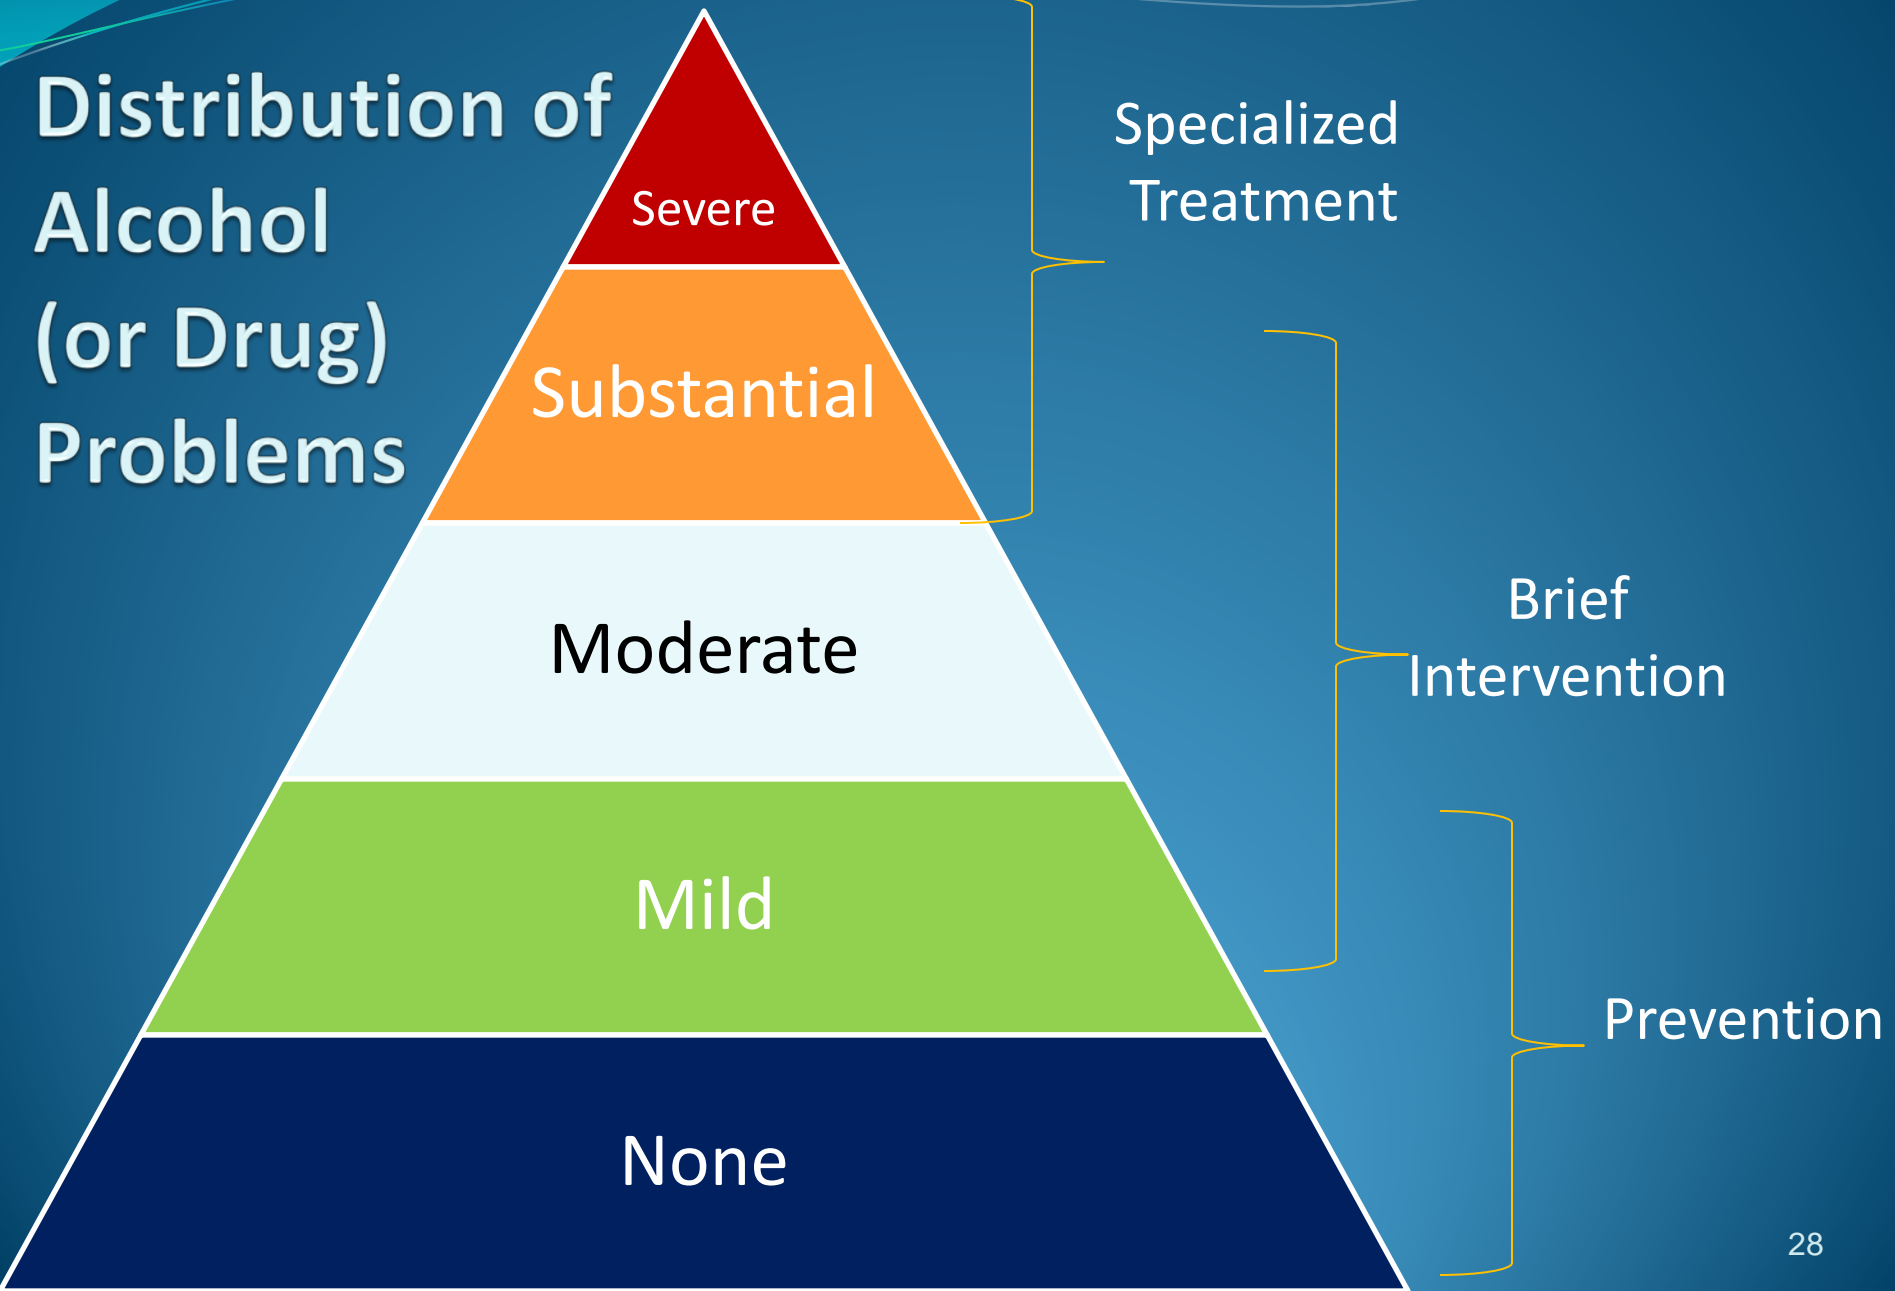 Distribution of
Alcohol
(or Drug)
Problems
Severe
Substantial
Moderate
Mild
None
Specialized
Treatment
Brief
Intervention
Prevention
28